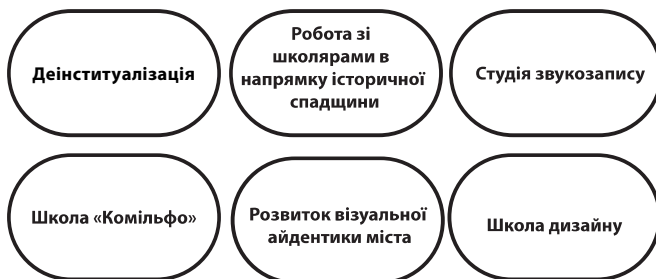 Деінституалізація
Робота зі
школярами в
напрямку історичної
спадщини
Студія звукозапису
Школа «Комільфо»
Розвиток візуальної
айдентики міста
Школа дизайну